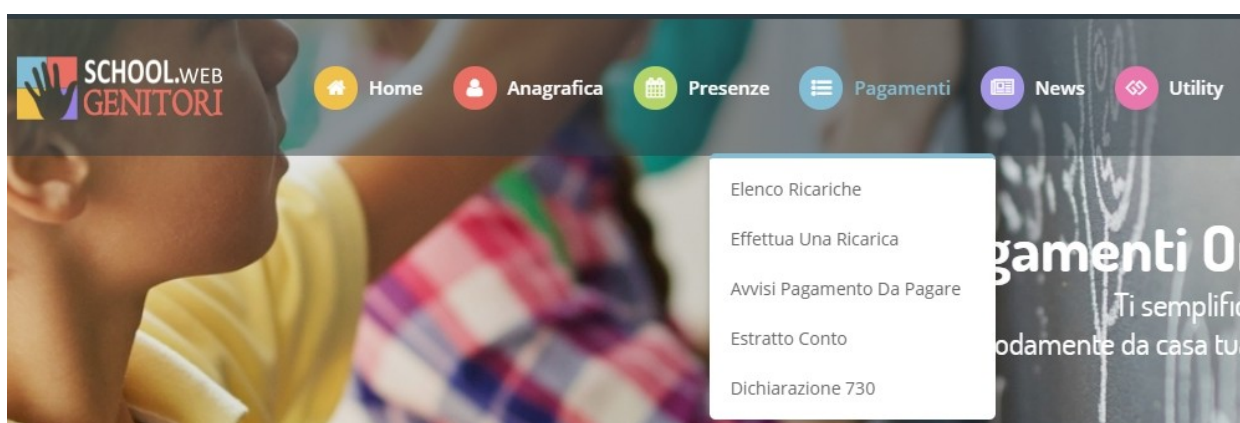 SCHOOL.WEB
GENITORI
Home
Anagrafica
Presenze
Pagamenti
News
Utility
Elenco Ricariche
Effettua Una Ricarica
Avvisi Pagamento Da Pagare
Estratto Conto
Dichiarazione 730
gamenti O
Ti semplific
odamente da casa tua